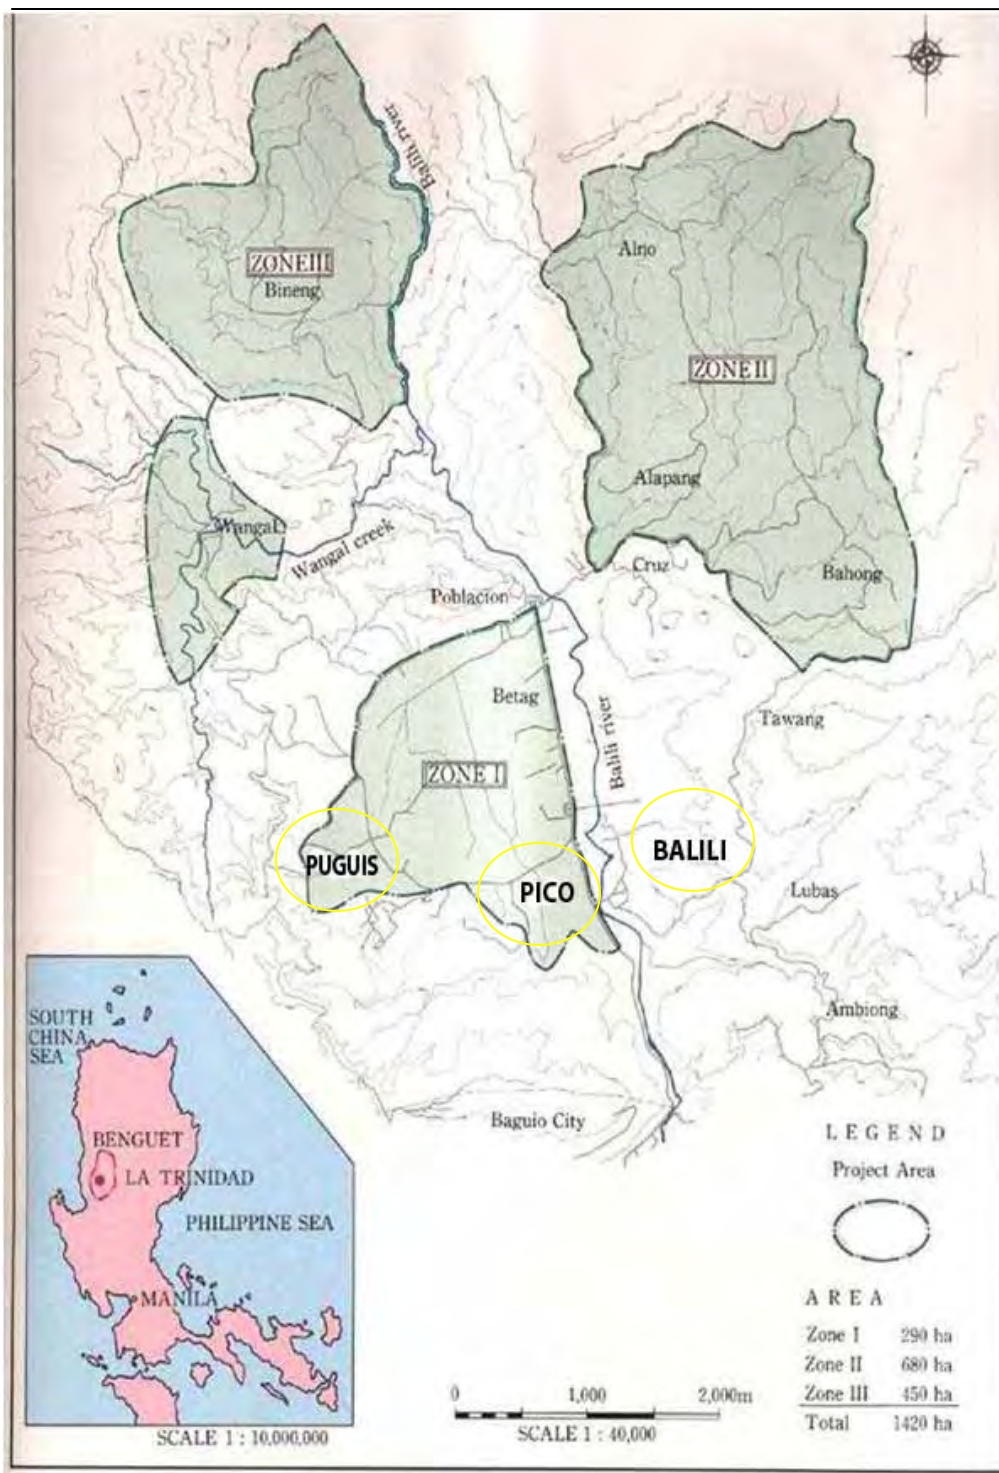 Balili river
ZONE III
Bineng
Alno
ZONE II
Alapang
Wangal
Wangal creek
Cruz
Bahong
Poblacion
Betag
Balili river
Tawang
ZONE I
PUGUIS
PICO
BALILI
Lubas
Ambiong
Baguio City
SOUTH
CHINA
SEA
BENGUET
LA TRINIDAD
PHILIPPINE SEA
MANILA
SCALE 1 : 10,000,000
0 1,000 2,000m
SCALE 1 : 40,000
LEGEND
Project Area
AREA
Zone I 290 ha
Zone II 680 ha
Zone III 450 ha
Total 1420 ha